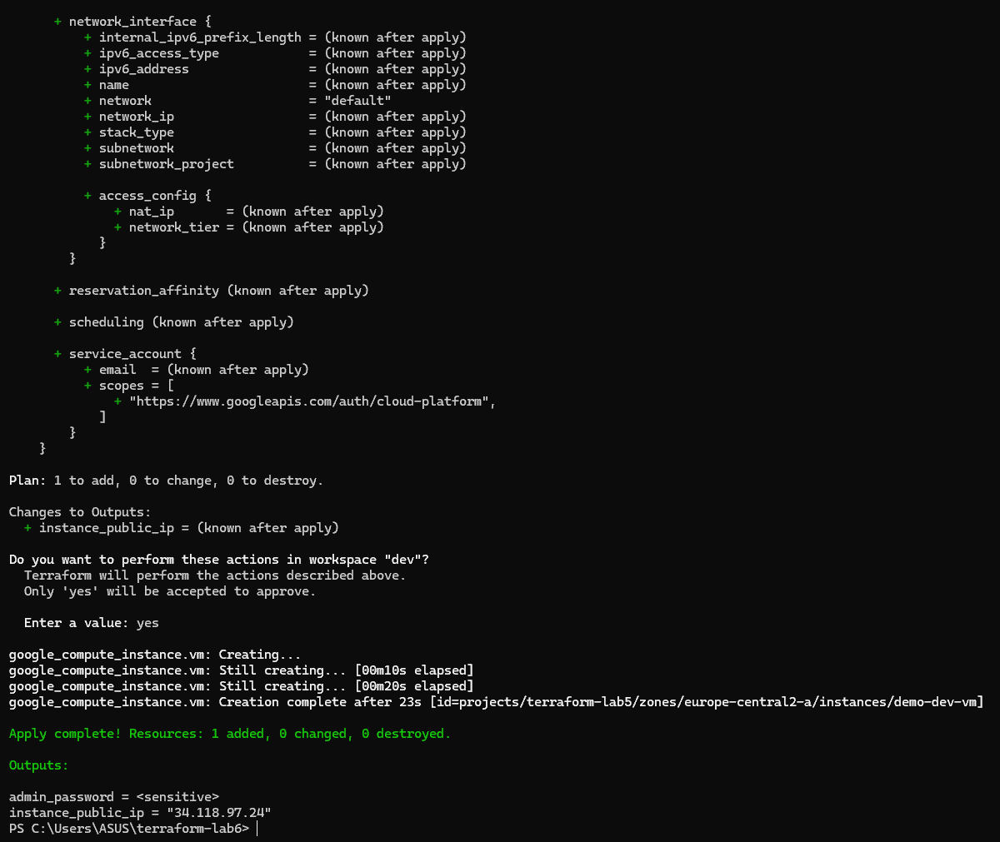 + network_interface {
+ internal_ipv6_prefix_length = (known after apply)
+ ipv6_access_type            = (known after apply)
+ ipv6_address                = (known after apply)
+ name                        = (known after apply)
+ network                     = "default"
+ network_ip                  = (known after apply)
+ stack_type                  = (known after apply)
+ subnetwork                  = (known after apply)
+ subnetwork_project          = (known after apply)
+ access_config {
+ nat_ip       = (known after apply)
+ network_tier = (known after apply)
}
}
+ reservation_affinity (known after apply)
+ scheduling (known after apply)
+ service_account {
+ email  = (known after apply)
+ scopes = [
+ "https://www.googleapis.com/auth/cloud-platform",
]
}
}
Plan: 1 to add, 0 to change, 0 to destroy.
Changes to Outputs:
+ instance_public_ip = (known after apply)
Do you want to perform these actions in workspace "dev"?
Terraform will perform the actions described above.
Only 'yes' will be accepted to approve.
Enter a value: yes
google_compute_instance.vm: Creating...
google_compute_instance.vm: Still creating... [00m10s elapsed]
google_compute_instance.vm: Still creating... [00m20s elapsed]
google_compute_instance.vm: Creation complete after 23s [id=projects/terraform-lab5/zones/europe-central2-a/instances/demo-dev-vm]
Apply complete! Resources: 1 added, 0 changed, 0 destroyed.
Outputs:
admin_password = <sensitive>
instance_public_ip = "34.118.97.24"
PS C:\Users\ASUS\terraform-lab6>